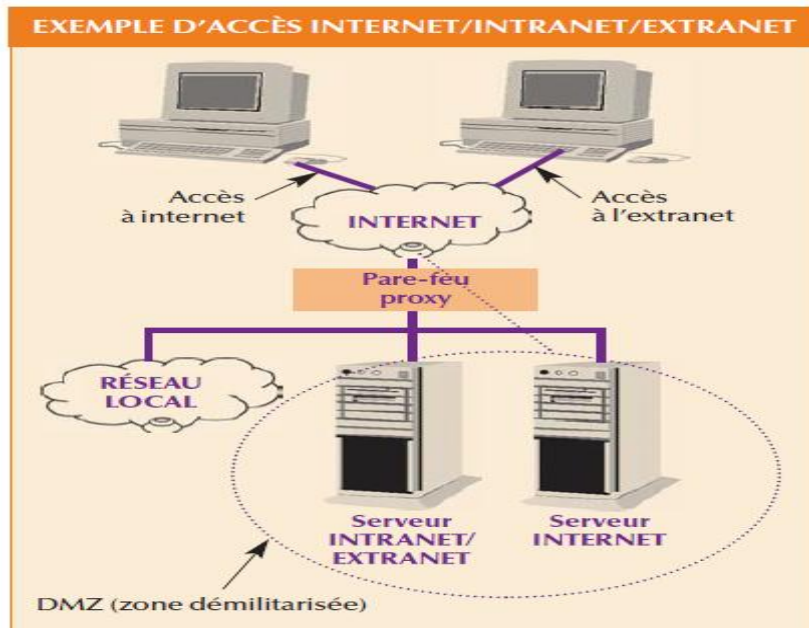 EXEMPLE D'ACCÈS INTERNET/INTRANET/EXTRANET
Accès
à internet
INTERNET
Accès
à l'extranet
Pare-feu
proxy
RÉSEAU
LOCAL
Serveur
INTRANET/
EXTRANET
Serveur
INTERNET
DMZ (zone démilitarisée)